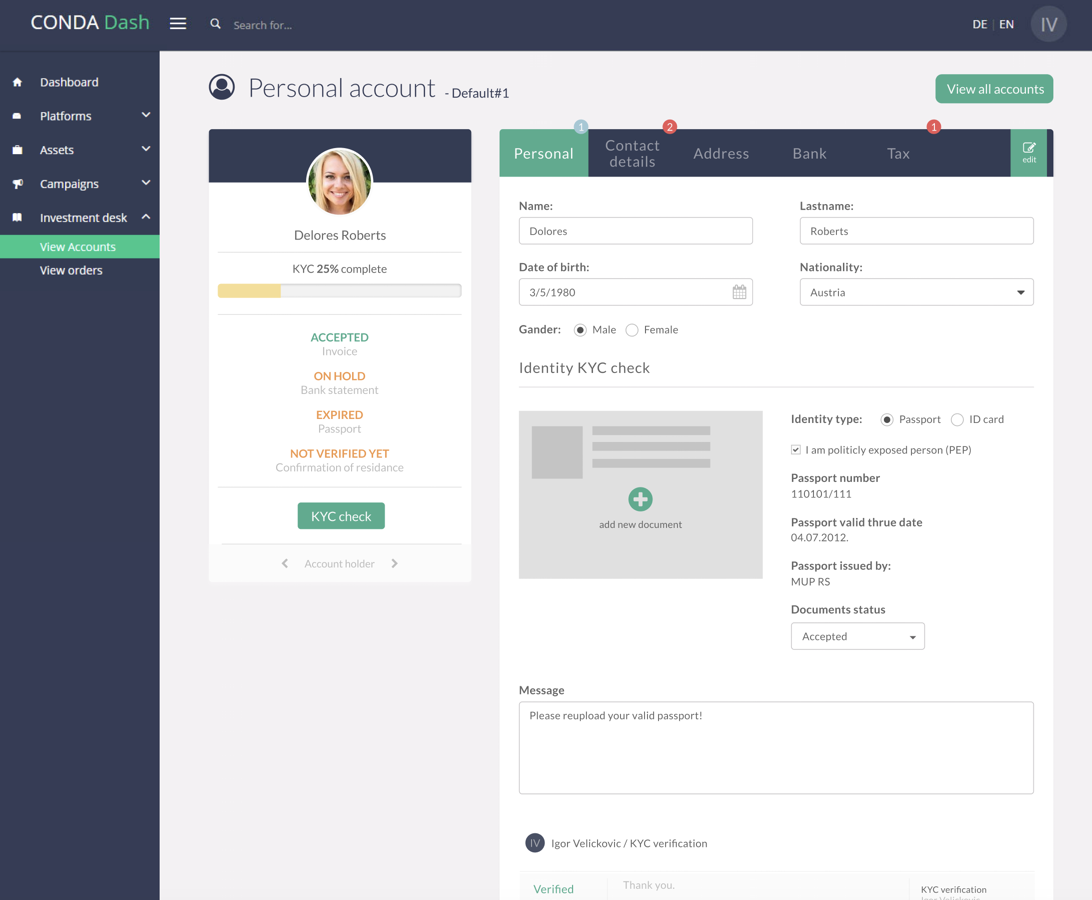 CONDA Dash
Search for...
DE | EN
IV
Dashboard
Platforms
Assets
Campaigns
Investment desk
View Accounts
View orders
Personal account - Default#1
View all accounts
Delores Roberts
KYC 25% complete
ACCEPTED
Invoice
ON HOLD
Bank statement
EXPIRED
Passport
NOT VERIFIED YET
Confirmation of residance
KYC check
Account holder
1
2
1
Personal
Contact
details
Address
Bank
Tax
edit
Name:
Lastname:
Dolores
Roberts
Date of birth:
Nationality:
3/5/1980
Austria
Gander:
Male
Female
Identity KYC check
add new document
Identity type:
Passport
ID card
I am politicly exposed person (PEP)
Passport number
110101/111
Passport valid thrue date
04.07.2012.
Passport issued by:
MUP RS
Documents status
Accepted
Message
Please reupload your valid passport!
IV
Igor Velickovic / KYC verification
Verified
Thank you.
KYC verification
Igor Velickovic